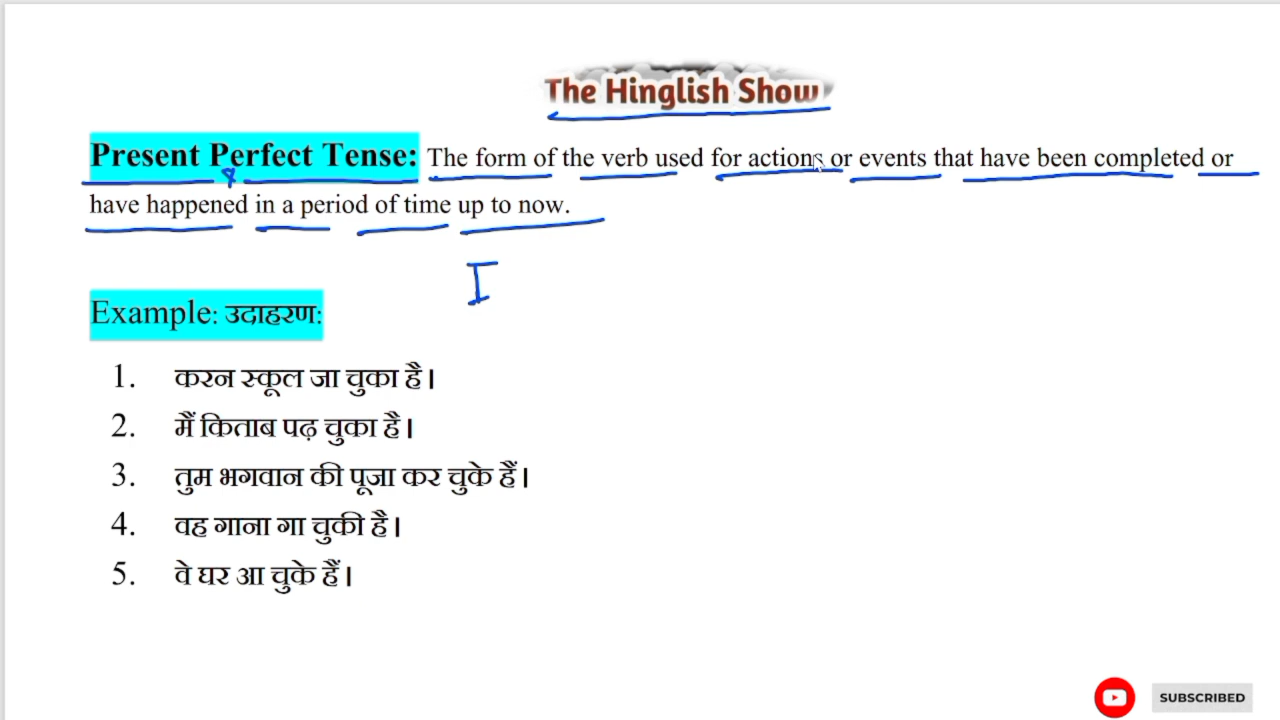 The Hinglish Show
Present Perfect Tense: The form of the verb used for actions or events that have been completed or
have happened in a period of time up to now.
I
Example: उदाहरण:
1. करन स्कूल जा चुका है।
2. मैं किताब पढ़ चुका है।
3. तुम भगवान की पूजा कर चुके हैं।
4. वह गाना गा चुकी है।
5. वे घर आ चुके हैं।
SUBSCRIBED